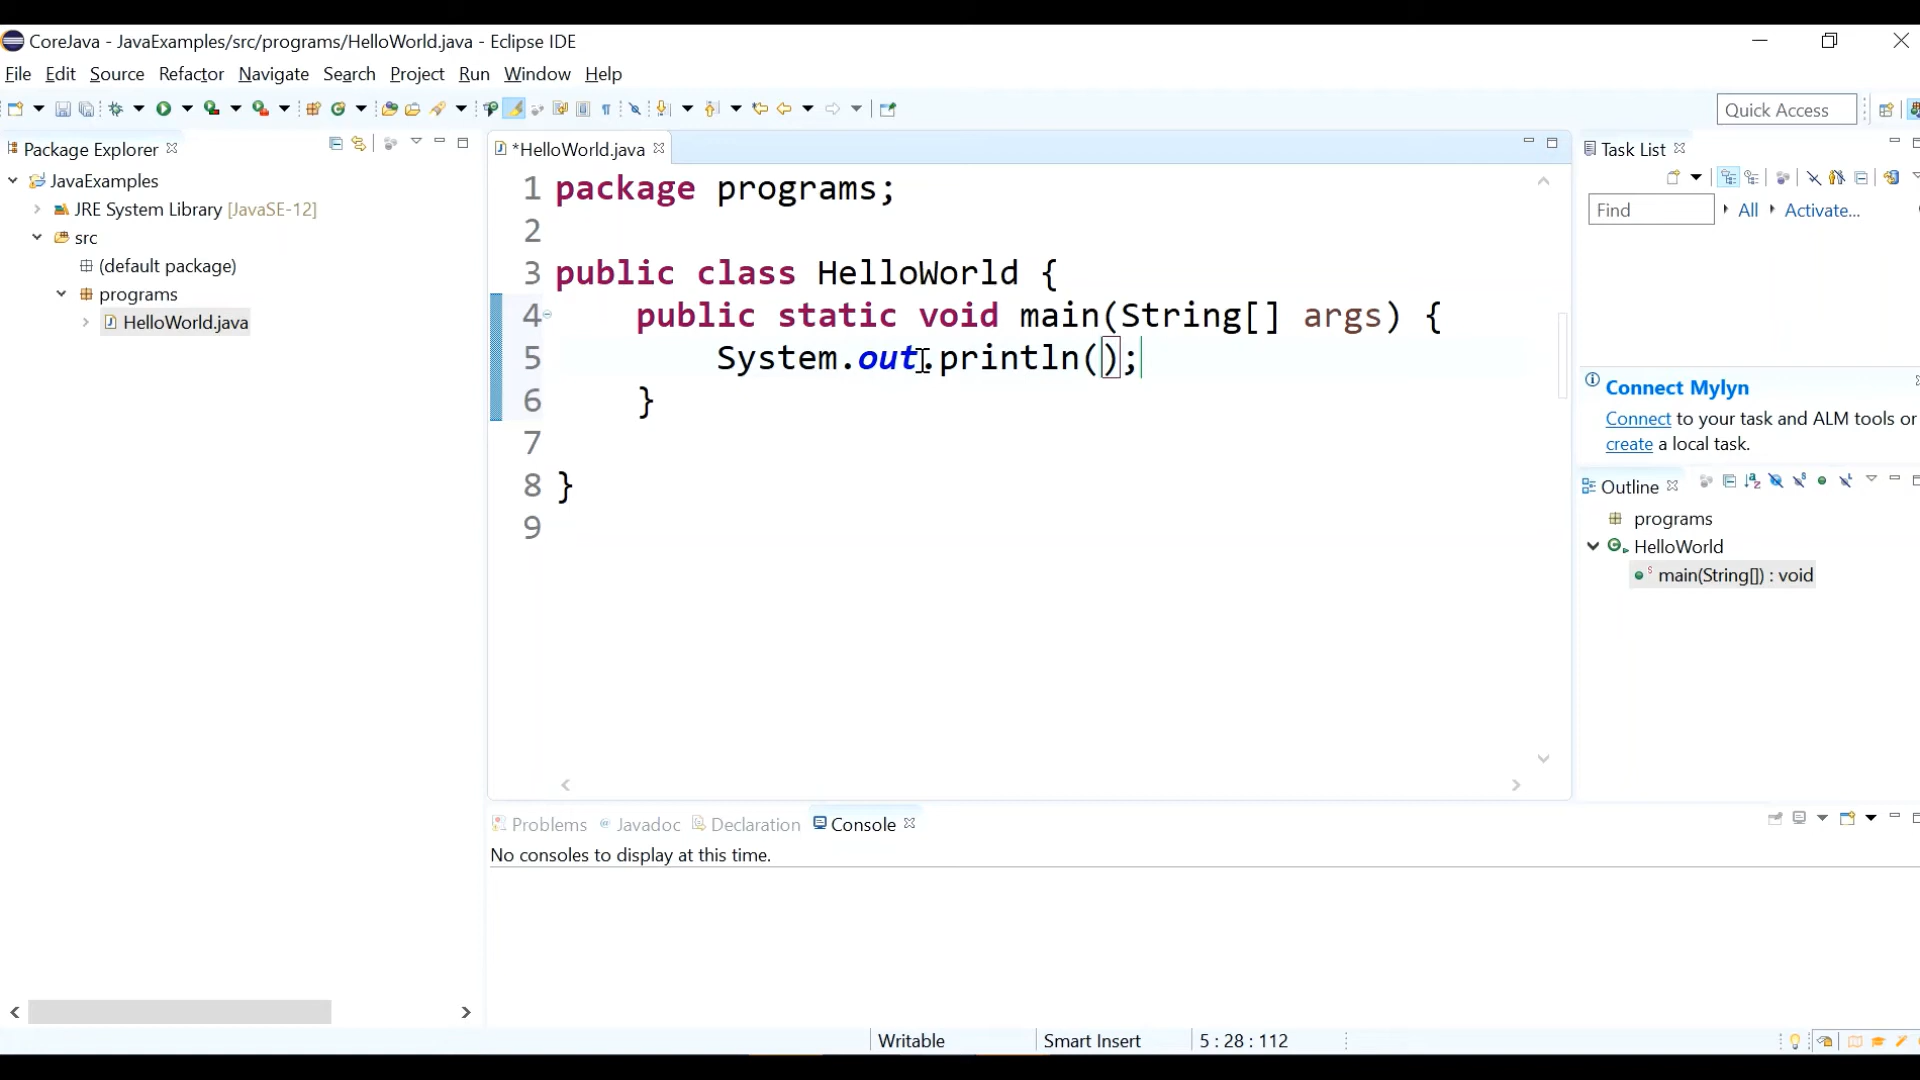 CoreJava - JavaExamples/src/programs/HelloWorld.java - Eclipse IDE
File Edit Source Refactor Navigate Search Project Run Window Help
Quick Access
Package Explorer
JavaExamples
JRE System Library [JavaSE-12]
src
(default package)
programs
HelloWorld.java
*HelloWorld.java
1 package programs;
2
3 public class HelloWorld {
4 public static void main(String[] args) {
5 System.out.println();
6 }
7
8 }
9
Task List
Find All Activate...
Connect Mylyn
Connect to your task and ALM tools or
create a local task.
Outline
programs
HelloWorld
main(String[]) : void
Problems Javadoc Declaration Console
No consoles to display at this time.
Writable Smart Insert 5 : 28 : 112